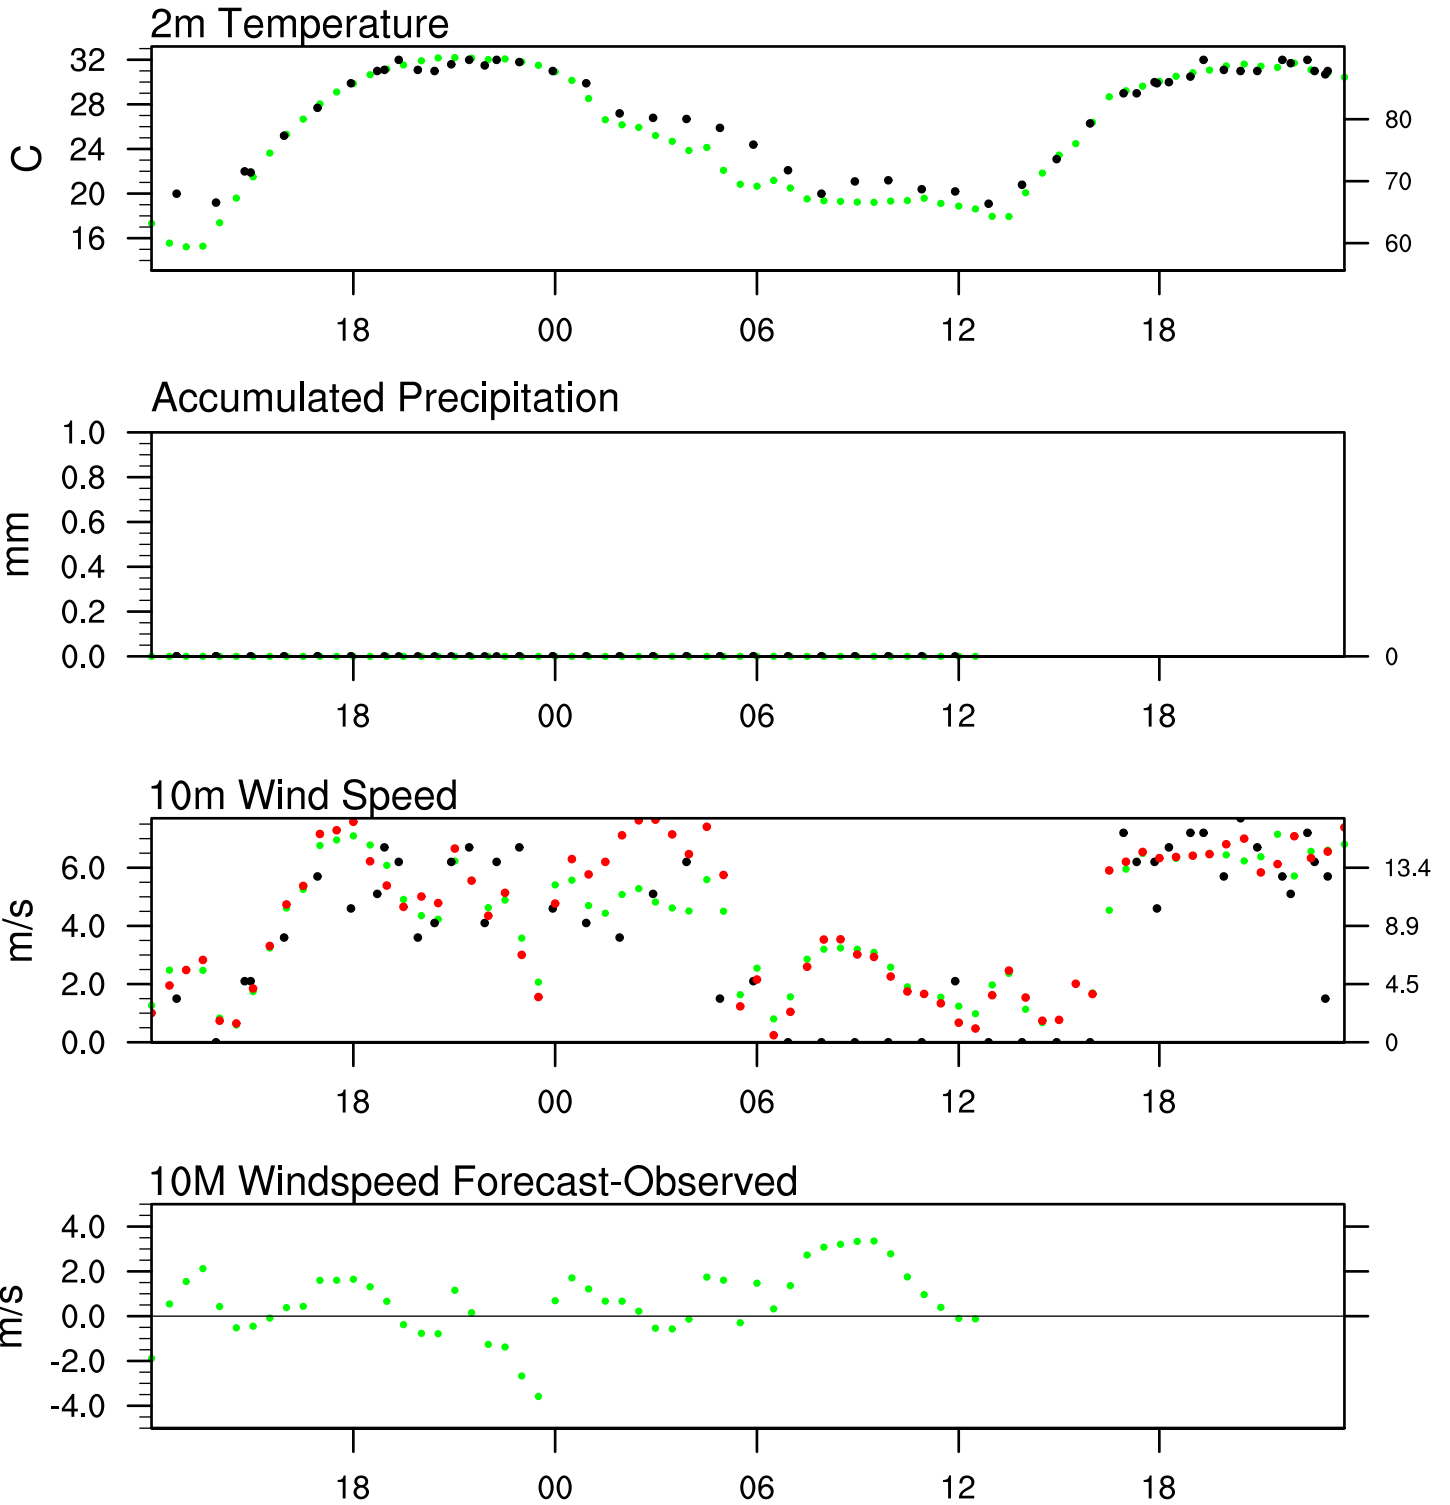 2m Temperature
32
28
24
20
16
C
80
70
60
18 00 06 12 18
Accumulated Precipitation
1.0
0.8
0.6
0.4
0.2
0.0
mm
0
18 00 06 12 18
10m Wind Speed
6.0
4.0
2.0
0.0
m/s
13.4
8.9
4.5
0
18 00 06 12 18
10M Windspeed Forecast-Observed
4.0
2.0
0.0
-2.0
-4.0
m/s
18 00 06 12 18